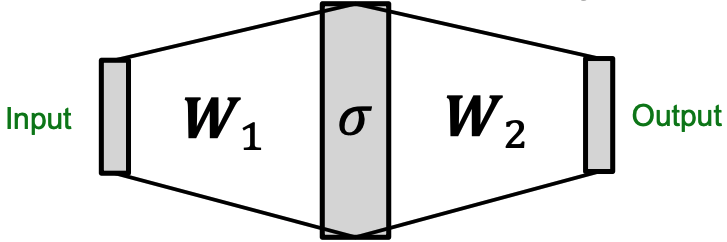 Input
W₁
σ
W₂
Output